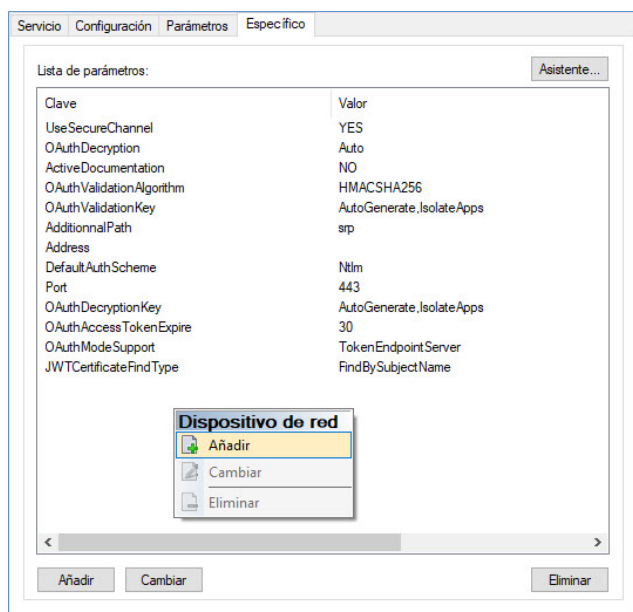 Servicio Configuración Parámetros Específico
Lista de parámetros: Asistente...
Clave Valor
UseSecureChannel YES
OAuthDecryption Auto
ActiveDocumentation NO
OAuthValidationAlgorithm HMACSHA256
OAuthValidationKey AutoGenerate,IsolateApps
AdditionnalPath srp
Address
DefaultAuthScheme Ntlm
Port 443
OAuthDecryptionKey AutoGenerate,IsolateApps
OAuthAccessTokenExpire 30
OAuthModeSupport TokenEndpointServer
JWTCertificateFindType FindBySubjectName
Dispositivo de red
Añadir
Cambiar
Eliminar
Añadir Cambiar Eliminar